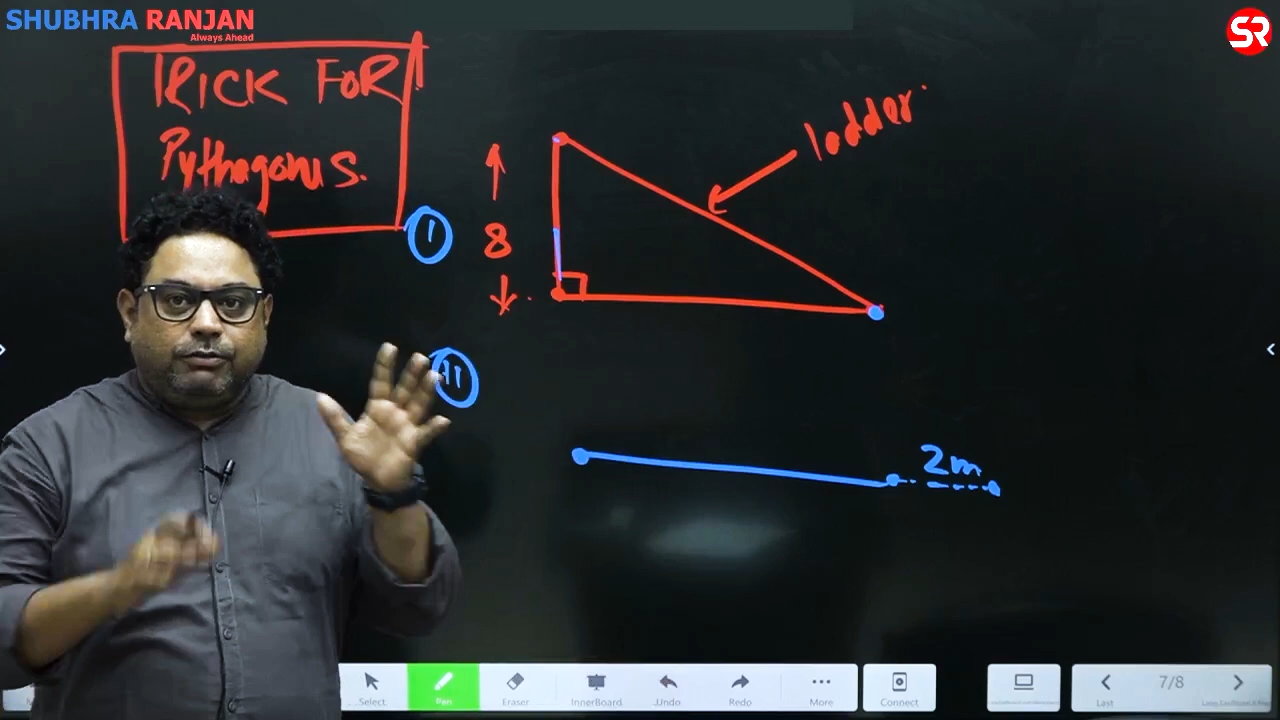 SHUBHRA RANJAN
Always Ahead
SR
TRICK FOR
Pythagorus.
I
8
ladder
II
2m
Select
Pen
Eraser
InnerBoard
Undo
Redo
More
Connect
Last
7/8